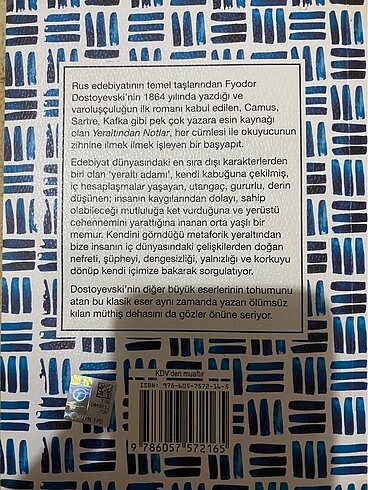 Rus edebiyatının temel taşlarından Fyodor
Dostoyevski'nin 1864 yılında yazdığı ve
varoluşçuluğun ilk romanı kabul edilen, Camus,
Sartre, Kafka gibi pek çok yazara esin kaynağı
olan Yeraltından Notlar, her cümlesi ile okuyucunun
zihnine ilmek ilmek işleyen bir başyapıt.
Edebiyat dünyasındaki en sıra dışı karakterlerden
biri olan 'yeraltı adamı', kendi kabuğuna çekilmiş,
iç hesaplaşmalar yaşayan, utangaç, gururlu, derin
düşünen; insanın kaygılarından dolayı, sahip
olabileceği mutluluğa ket vurduğuna ve yerüstü
cehennemini yarattığına inanan orta yaşlı bir
memur. Kendini gömdüğü metaforik yeraltından
bize insanın iç dünyasındaki çelişkilerden doğan
nefreti, şüpheyi, dengesizliği, yalnızlığı ve korkuyu
dönüp kendi içimize bakarak sorgulatıyor.
Dostoyevski'nin diğer büyük eserlerinin tohumunu
atan bu klasik eser aynı zamanda yazarı ölümsüz
kılan müthiş dehasını da gözler önüne seriyor.
KDV'den muaftır
ISBN: 978-605-7572-16-5
9 786057 572165